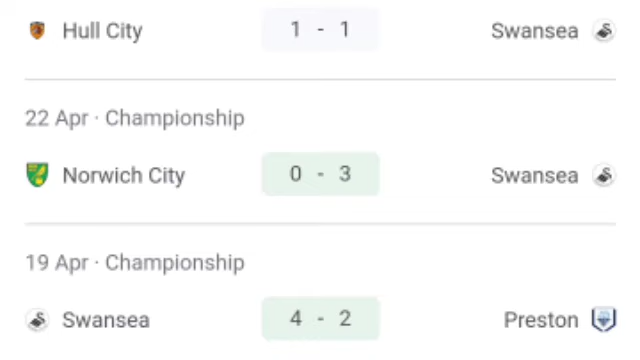 Hull City 1 - 1 Swansea
22 Apr · Championship
Norwich City 0 - 3 Swansea
19 Apr · Championship
Swansea 4 - 2 Preston